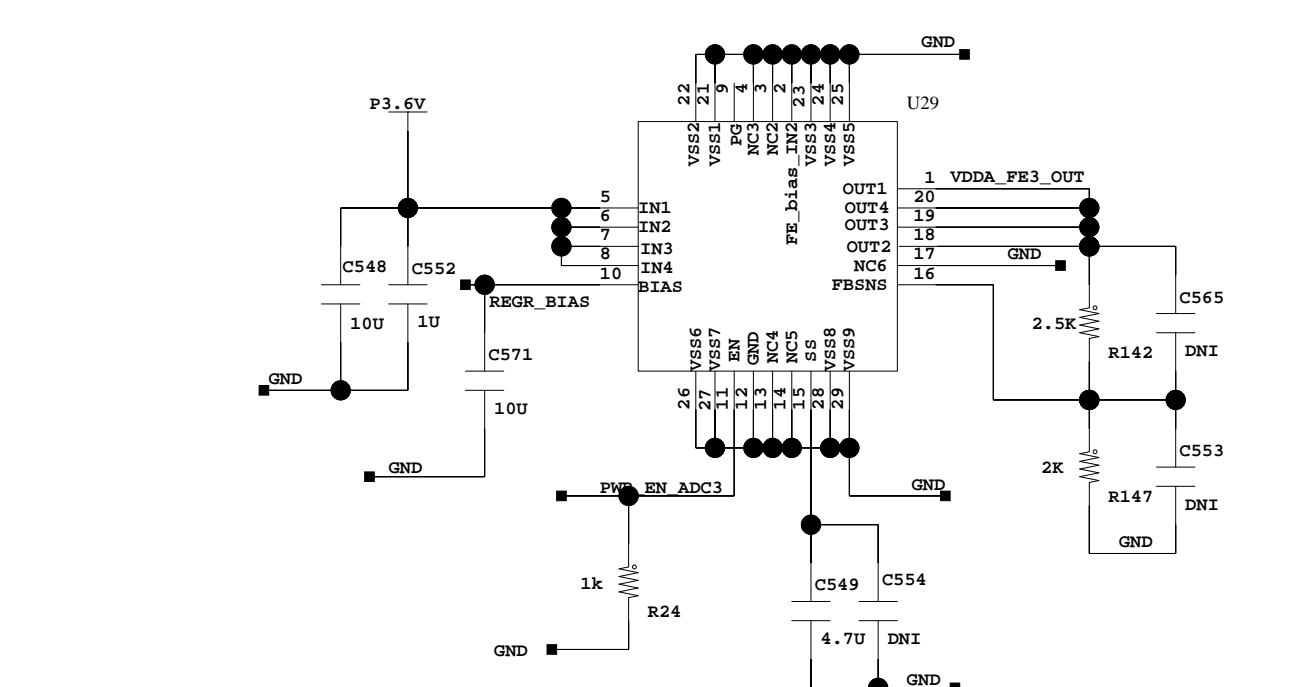 GND
22
21
9
4
3
2
23
24
25
U29
P3.6V
VSS2
VSS1
PG
NC3
NC2
FE_bias_IN2
VSS3
VSS4
VSS5
5
IN1
6
IN2
7
IN3
8
IN4
10
BIAS
OUT1
1
VDDA_FE3_OUT
OUT4
20
OUT3
19
OUT2
18
NC6
17
GND
FBSNS
16
C548
10U
C552
1U
REGR_BIAS
C571
10U
GND
GND
2.5K
R142
C565
DNI
VSS6
VSS7
EN
GND
NC4
NC5
SS
VSS8
VSS9
26
27
11
12
13
14
15
28
29
PWR_EN_ADC3
GND
2K
R147
C553
DNI
GND
1k
R24
GND
C549
4.7U
C554
DNI
GND